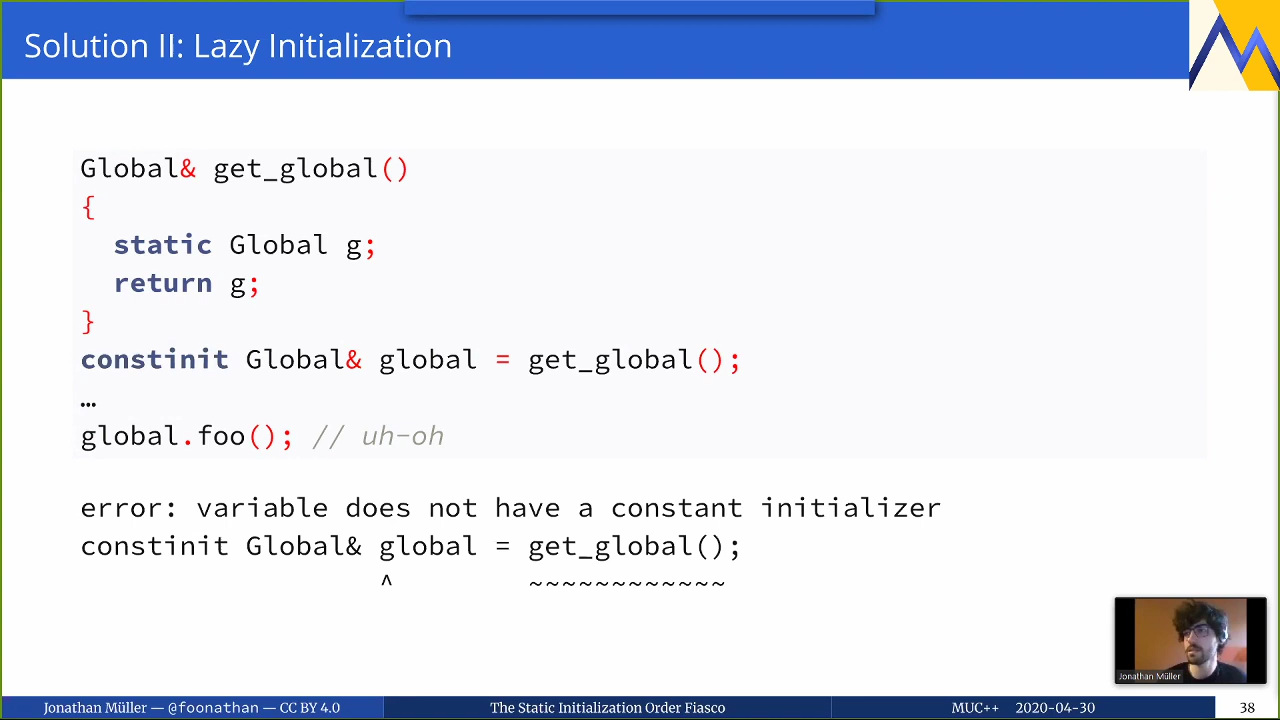 Solution II: Lazy Initialization
Global& get_global()
{
  static Global g;
  return g;
}
constinit Global& global = get_global();
…
global.foo(); // uh-oh
error: variable does not have a constant initializer
constinit Global& global = get_global();
                  ^        ~~~~~~~~~~~~
Jonathan Müller
Jonathan Müller — @foonathan — CC BY 4.0
The Static Initialization Order Fiasco
MUC++ 2020-04-30
38